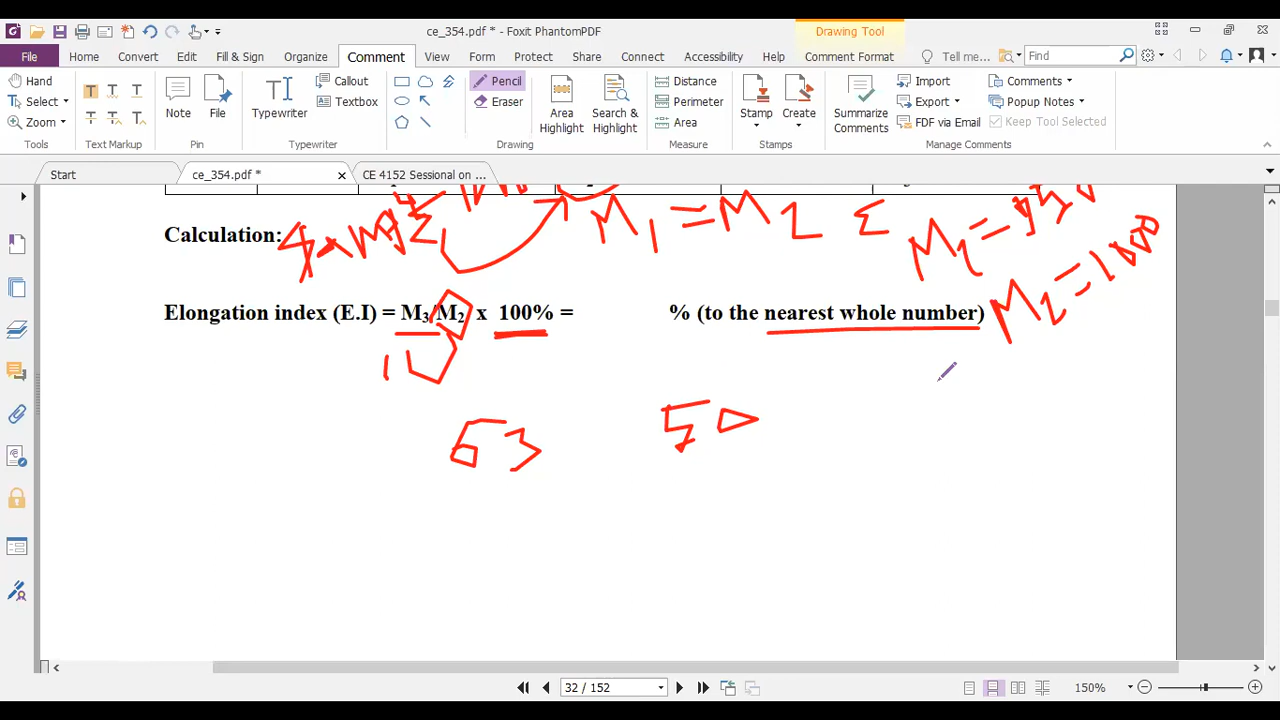 ce_354.pdf * - Foxit PhantomPDF
Drawing Tool
File Home Convert Edit Fill & Sign Organize Comment View Form Protect Share Connect Accessibility Help Comment Format Tell me... Find
Hand
Select
Zoom
Tools
Text Markup
Note
File
Pin
Typewriter
Callout
Textbox
Typewriter
Pencil
Eraser
Drawing
Area Highlight
Search & Highlight
Distance
Perimeter
Area
Measure
Stamp
Create
Stamps
Summarize Comments
Import
Export
FDF via Email
Comments
Popup Notes
Keep Tool Selected
Manage Comments
Start
ce_354.pdf *
CE 4152 Sessional on ...
M1 = M2
Calculation:
M2 = 1000
Elongation index (E.I) = M3/M2 x 100% = % (to the nearest whole number)
63
50
32 / 152
150%